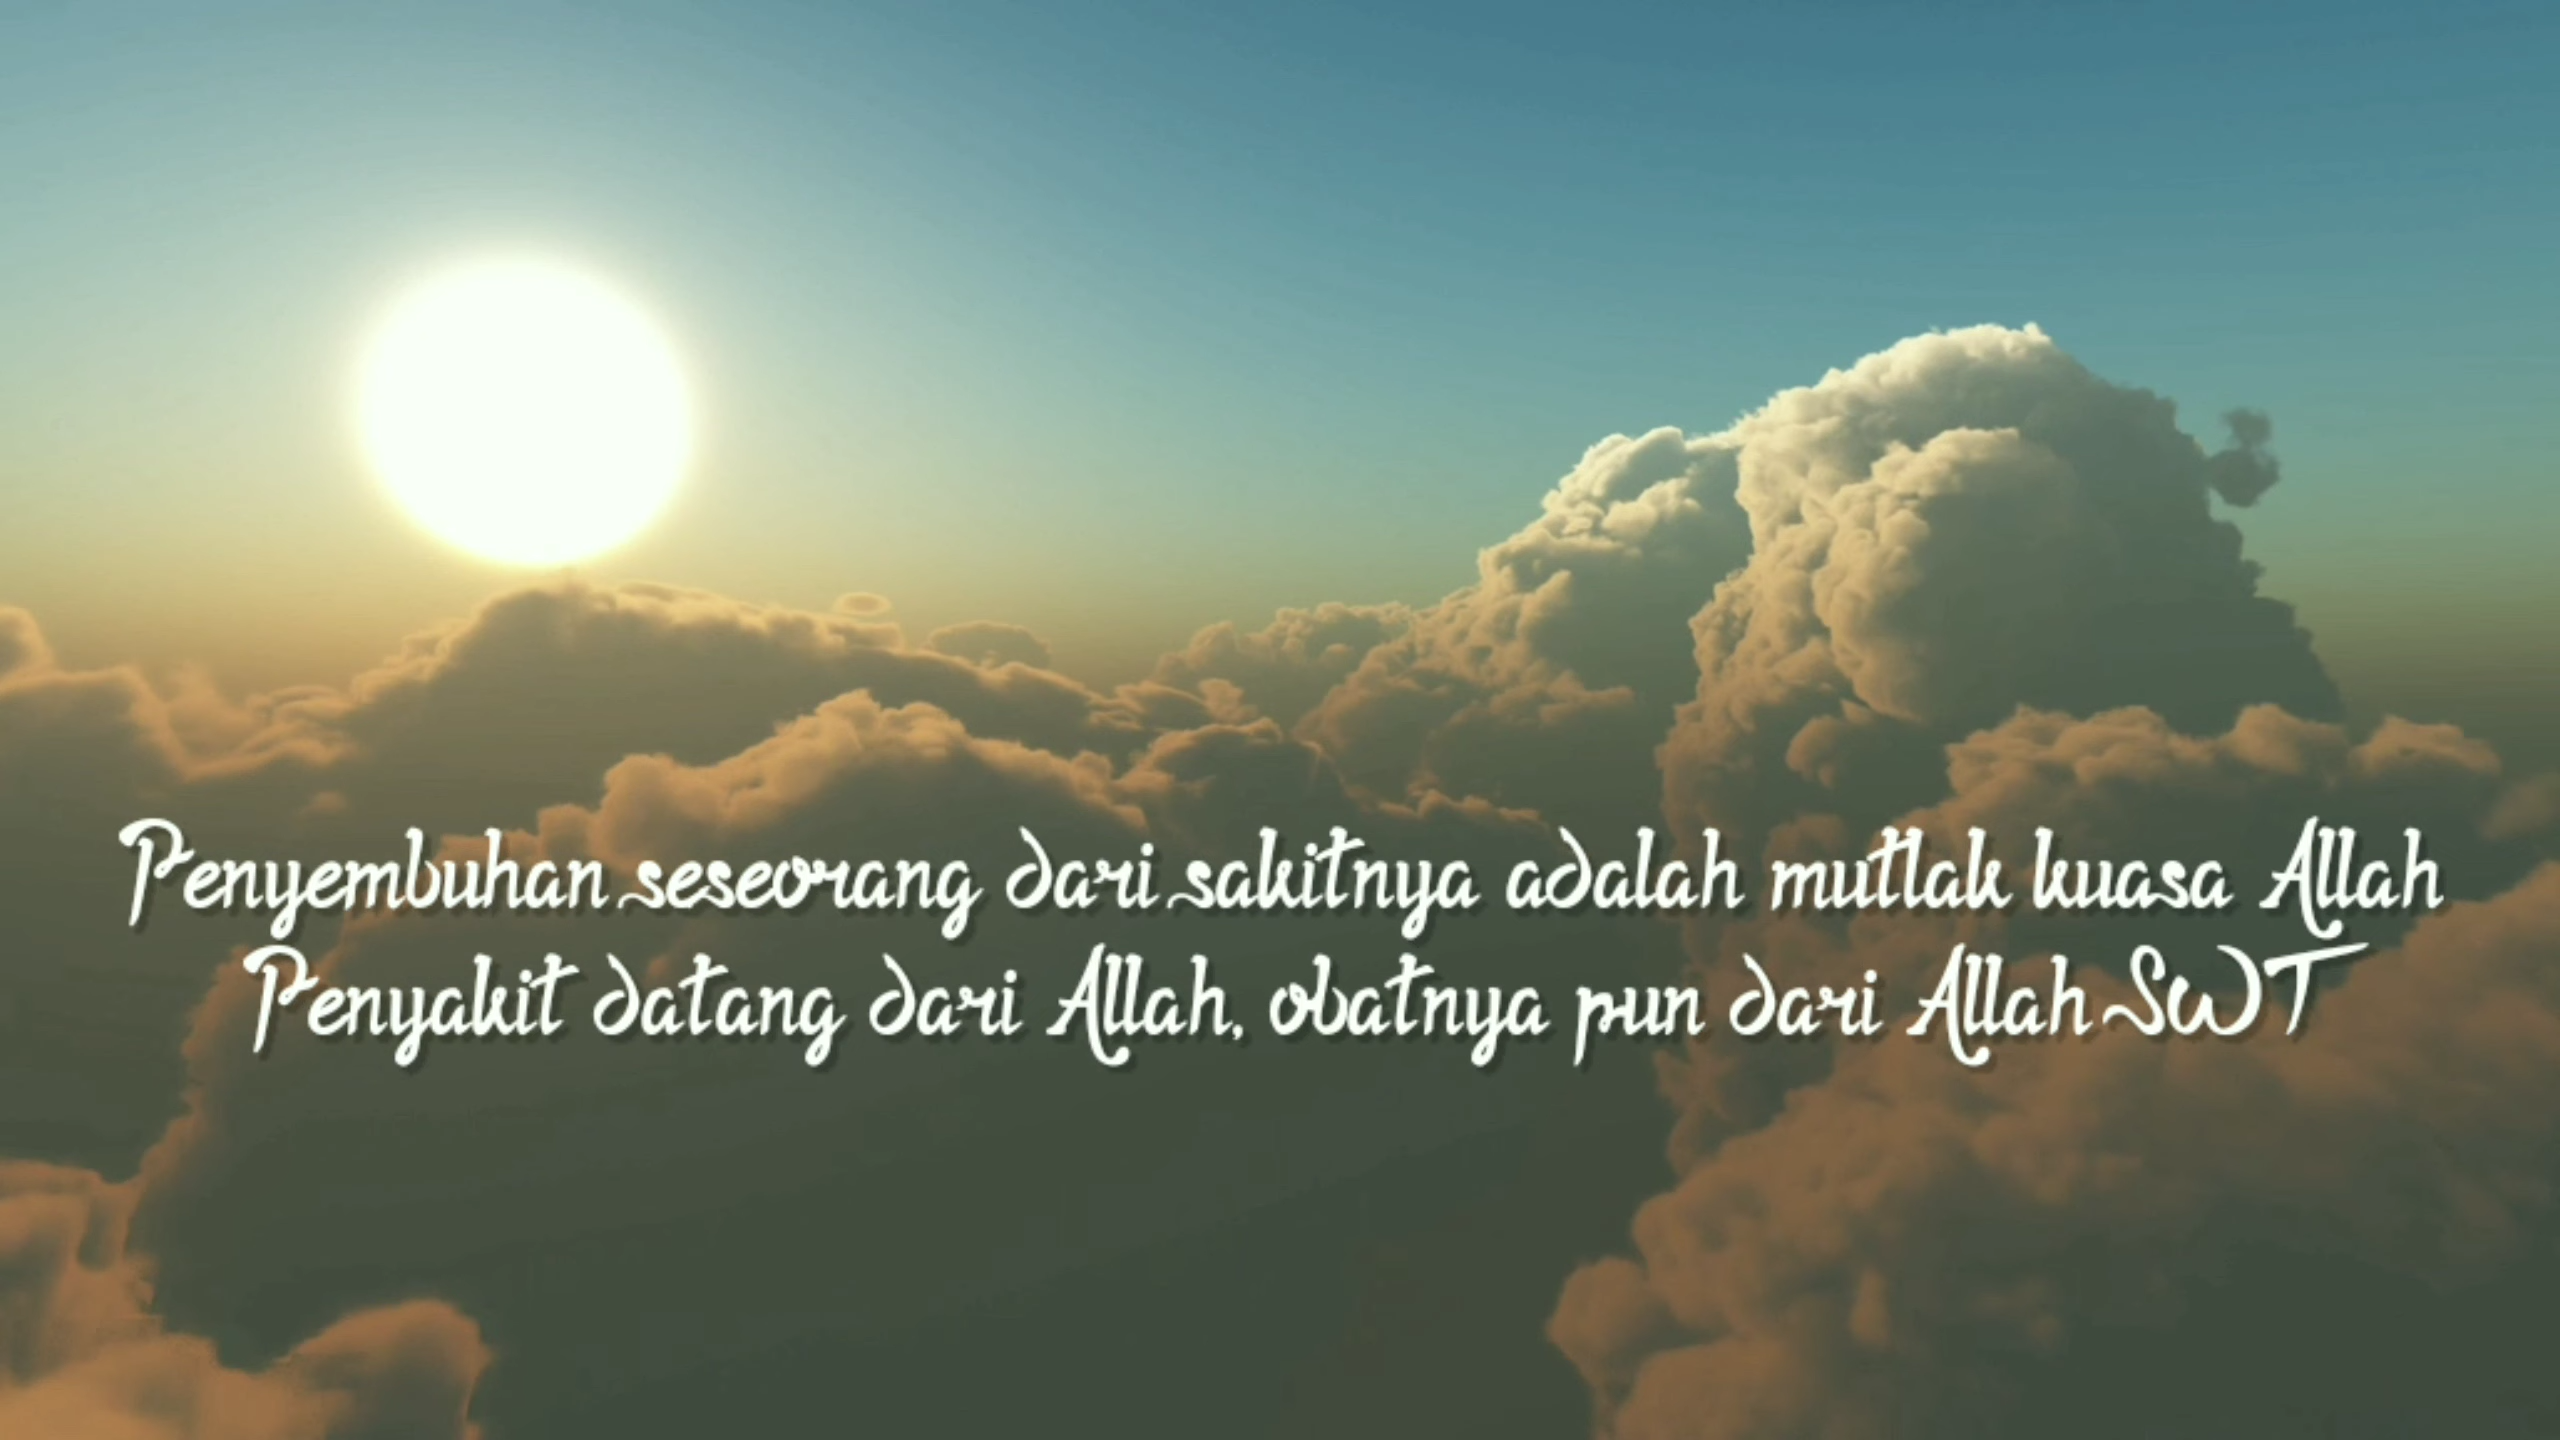 Penyembuhan seseorang dari sakitnya adalah mutlak kuasa Allah
Penyakit datang dari Allah, obatnya pun dari Allah SWT